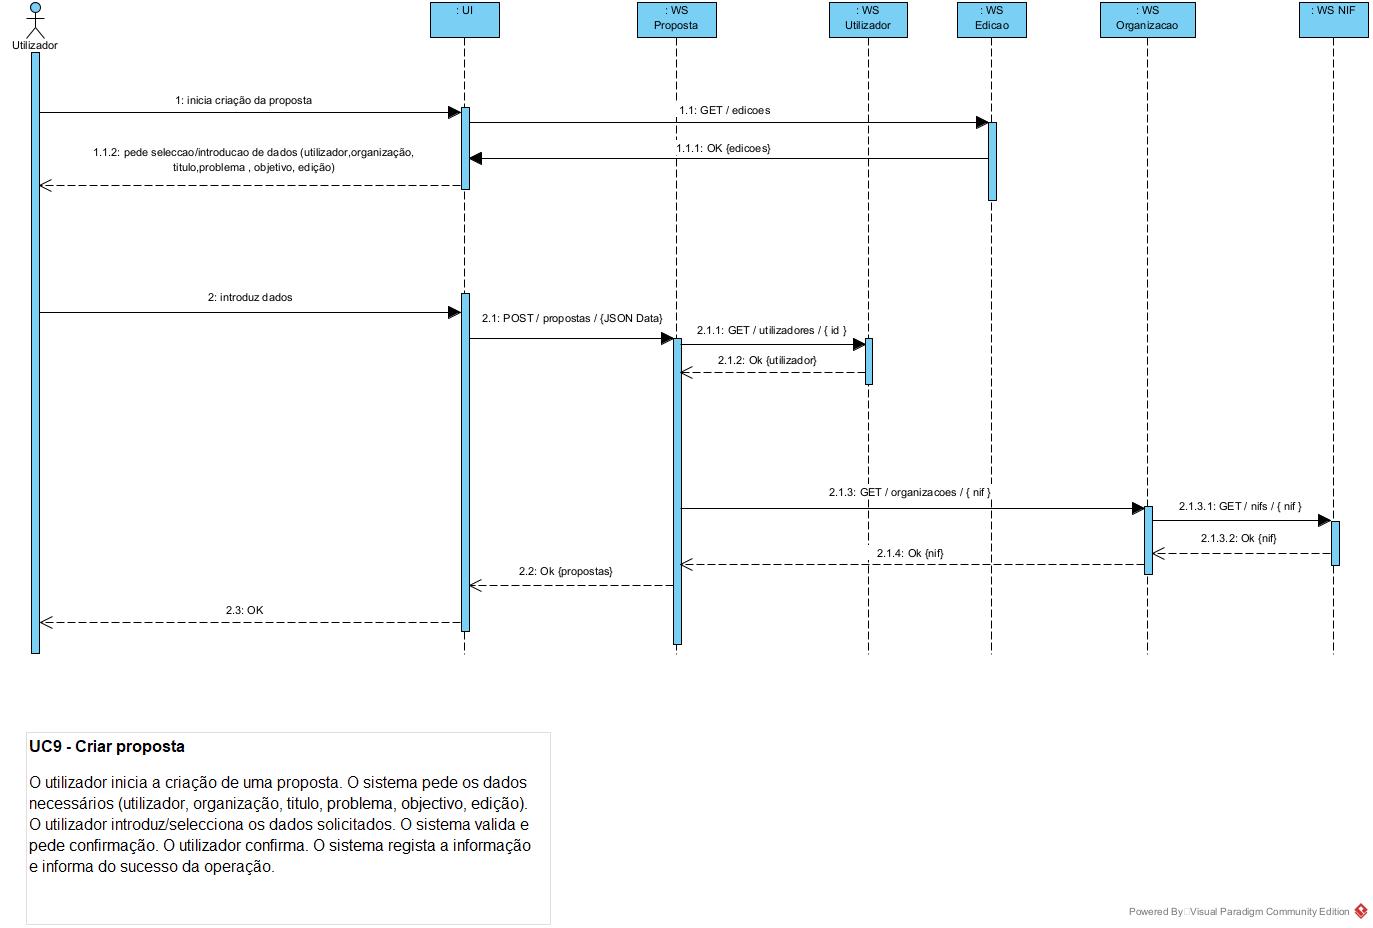 : UI
: WS
Proposta
: WS
Utilizador
: WS
Edicao
: WS
Organizacao
: WS NIF
Utilizador
1: inicia criação da proposta
1.1: GET / edicoes
1.1.1: OK {edicoes}
1.1.2: pede seleccao/introducao de dados (utilizador,organização,
titulo,problema , objetivo, edição)
2: introduz dados
2.1: POST / propostas / {JSON Data}
2.1.1: GET / utilizadores / { id }
2.1.2: Ok {utilizador}
2.1.3: GET / organizacoes / { nif }
2.1.3.1: GET / nifs / { nif }
2.1.3.2: Ok {nif}
2.1.4: Ok {nif}
2.2: Ok {propostas}
2.3: OK
UC9 - Criar proposta
O utilizador inicia a criação de uma proposta. O sistema pede os dados
necessários (utilizador, organização, titulo, problema, objectivo, edição).
O utilizador introduz/selecciona os dados solicitados. O sistema valida e
pede confirmação. O utilizador confirma. O sistema regista a informação
e informa do sucesso da operação.
Powered By Visual Paradigm Community Edition